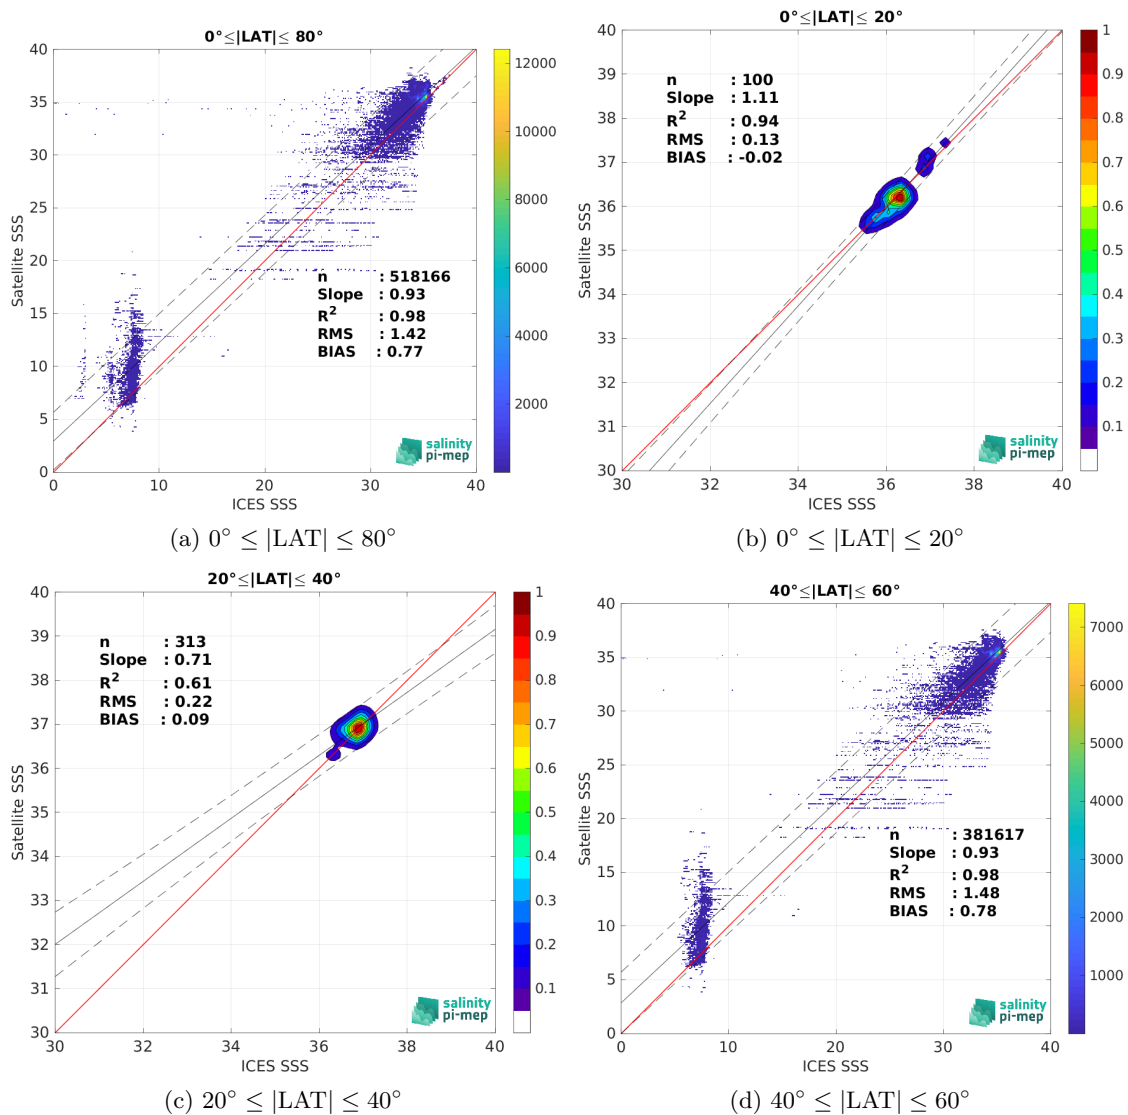 0°≤|LAT|≤ 80°
40
35
30
25
20
15
10
5
0
0
10
20
30
40
Satellite SSS
ICES SSS
n : 518166
Slope : 0.93
R² : 0.98
RMS : 1.42
BIAS : 0.77
12000
10000
8000
6000
4000
2000
salinity
pi-mep
(a) 0° ≤ |LAT| ≤ 80°
0°≤|LAT|≤ 20°
40
39
38
37
36
35
34
33
32
31
30
30
32
34
36
38
40
Satellite SSS
ICES SSS
n : 100
Slope : 1.11
R² : 0.94
RMS : 0.13
BIAS : -0.02
1
0.9
0.8
0.7
0.6
0.5
0.4
0.3
0.2
0.1
salinity
pi-mep
(b) 0° ≤ |LAT| ≤ 20°
20°≤|LAT|≤ 40°
40
39
38
37
36
35
34
33
32
31
30
30
32
34
36
38
40
Satellite SSS
ICES SSS
n : 313
Slope : 0.71
R² : 0.61
RMS : 0.22
BIAS : 0.09
1
0.9
0.8
0.7
0.6
0.5
0.4
0.3
0.2
0.1
salinity
pi-mep
(c) 20° ≤ |LAT| ≤ 40°
40°≤|LAT|≤ 60°
40
35
30
25
20
15
10
5
0
0
10
20
30
40
Satellite SSS
ICES SSS
n : 381617
Slope : 0.93
R² : 0.98
RMS : 1.48
BIAS : 0.78
7000
6000
5000
4000
3000
2000
1000
salinity
pi-mep
(d) 40° ≤ |LAT| ≤ 60°